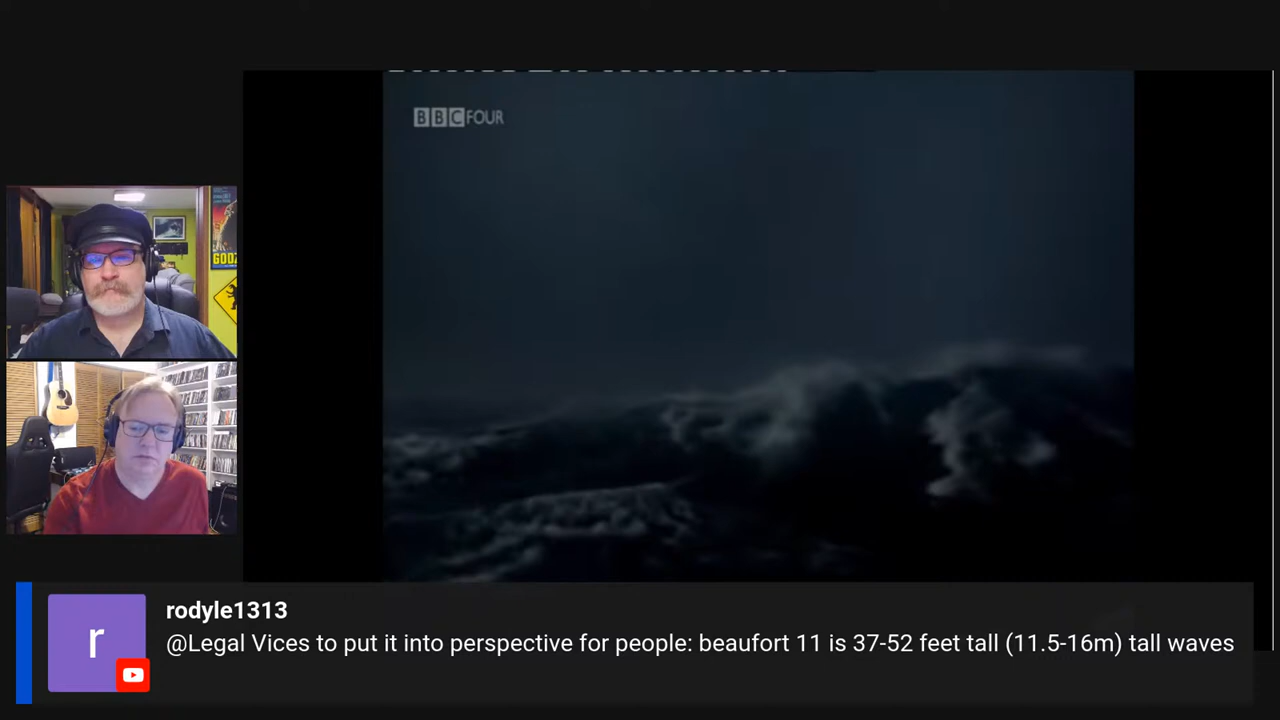 BBC FOUR
GODZ
r
rodyle1313
@Legal Vices to put it into perspective for people: beaufort 11 is 37-52 feet tall (11.5-16m) tall waves